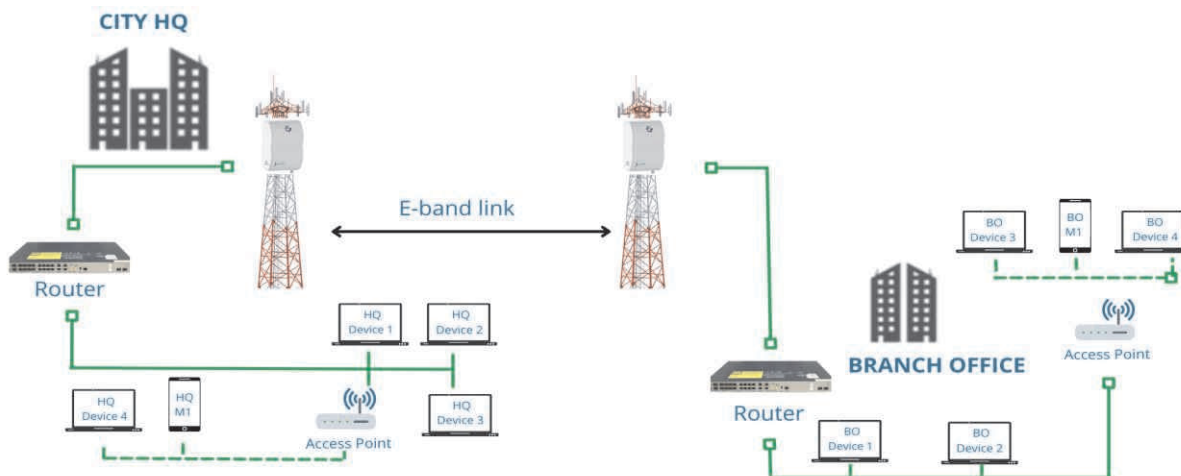 CITY HQ
E-band link
Router
HQ
Device 1
HQ
Device 2
HQ
Device 4
HQ
M1
Access Point
HQ
Device 3
BO
Device 3
BO
M1
BO
Device 4
Access Point
BRANCH OFFICE
Router
BO
Device 1
BO
Device 2